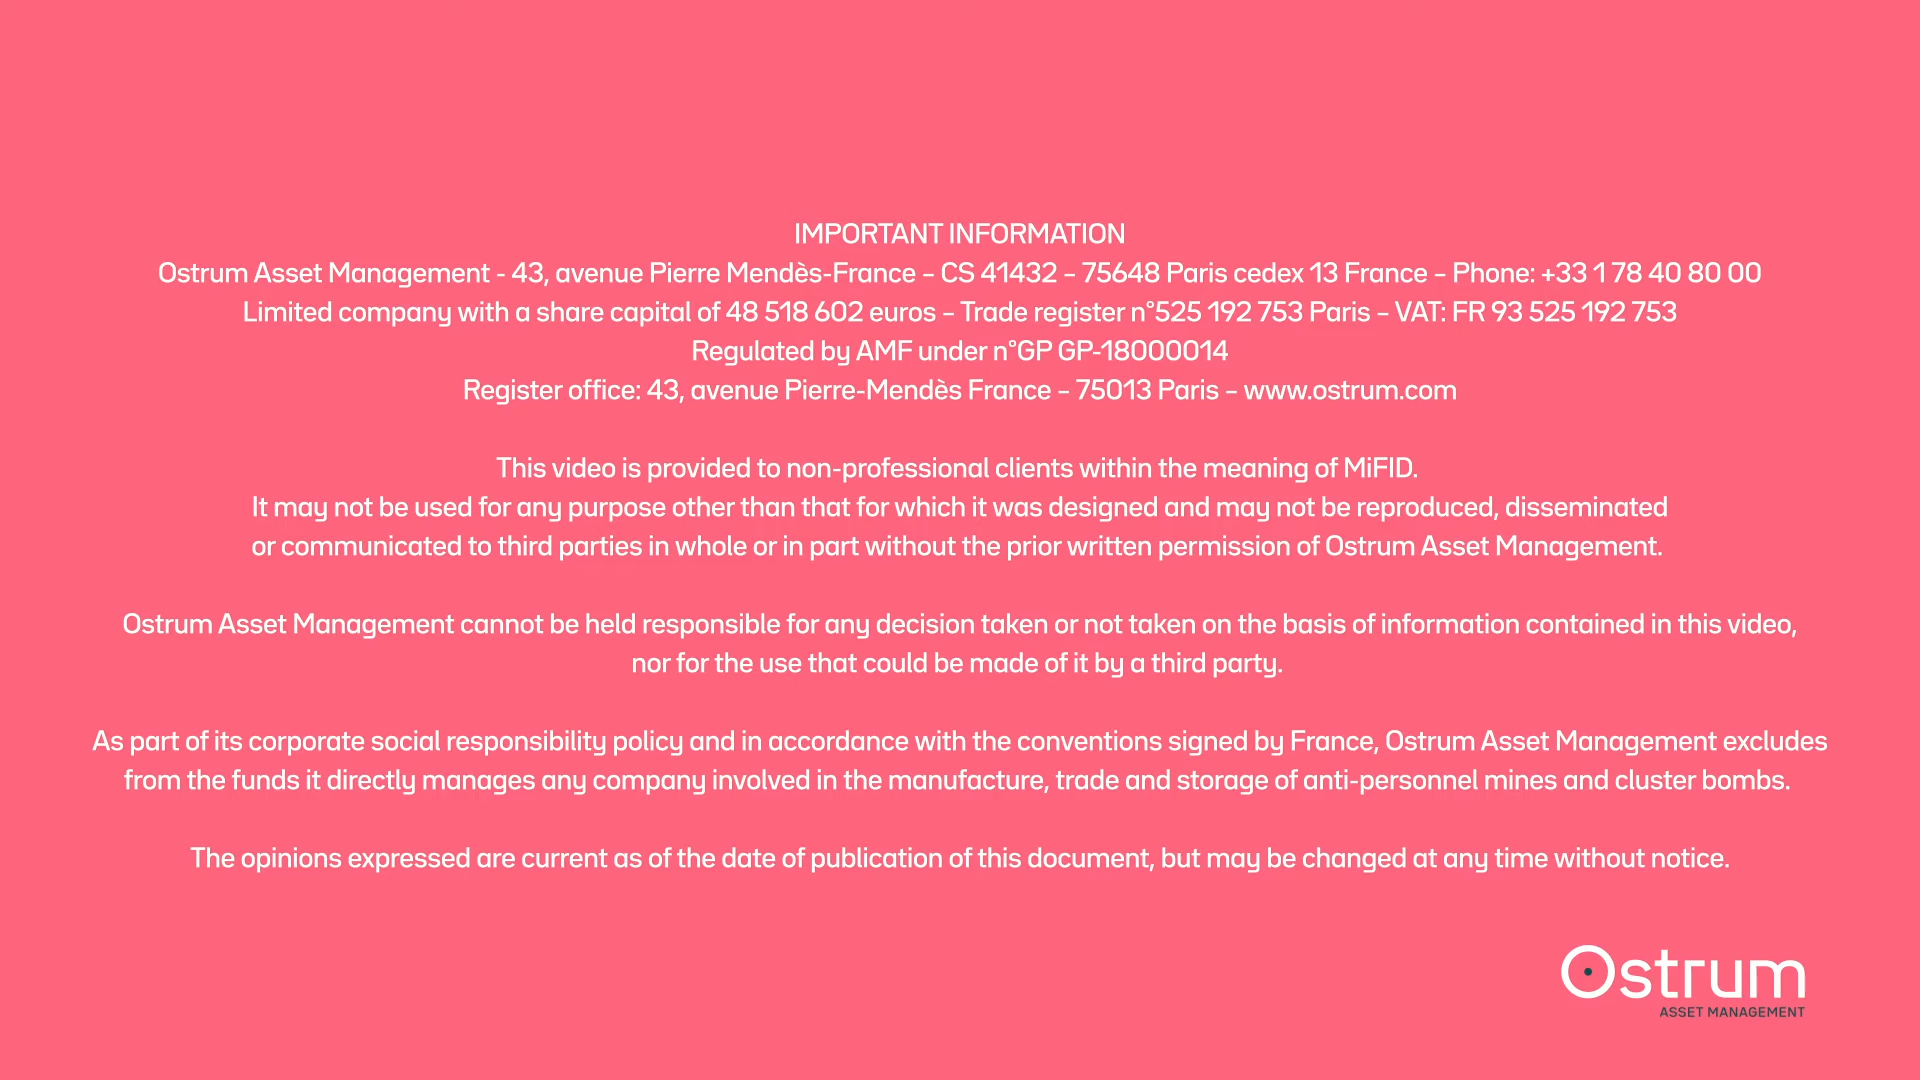 IMPORTANT INFORMATION
Ostrum Asset Management - 43, avenue Pierre Mendès-France – CS 41432 – 75648 Paris cedex 13 France – Phone: +33 1 78 40 80 00
Limited company with a share capital of 48 518 602 euros – Trade register n°525 192 753 Paris – VAT: FR 93 525 192 753
Regulated by AMF under n°GP GP-18000014
Register office: 43, avenue Pierre-Mendès France – 75013 Paris – www.ostrum.com
This video is provided to non-professional clients within the meaning of MiFID.
It may not be used for any purpose other than that for which it was designed and may not be reproduced, disseminated
or communicated to third parties in whole or in part without the prior written permission of Ostrum Asset Management.
Ostrum Asset Management cannot be held responsible for any decision taken or not taken on the basis of information contained in this video,
nor for the use that could be made of it by a third party.
As part of its corporate social responsibility policy and in accordance with the conventions signed by France, Ostrum Asset Management excludes
from the funds it directly manages any company involved in the manufacture, trade and storage of anti-personnel mines and cluster bombs.
The opinions expressed are current as of the date of publication of this document, but may be changed at any time without notice.
Ostrum
ASSET MANAGEMENT